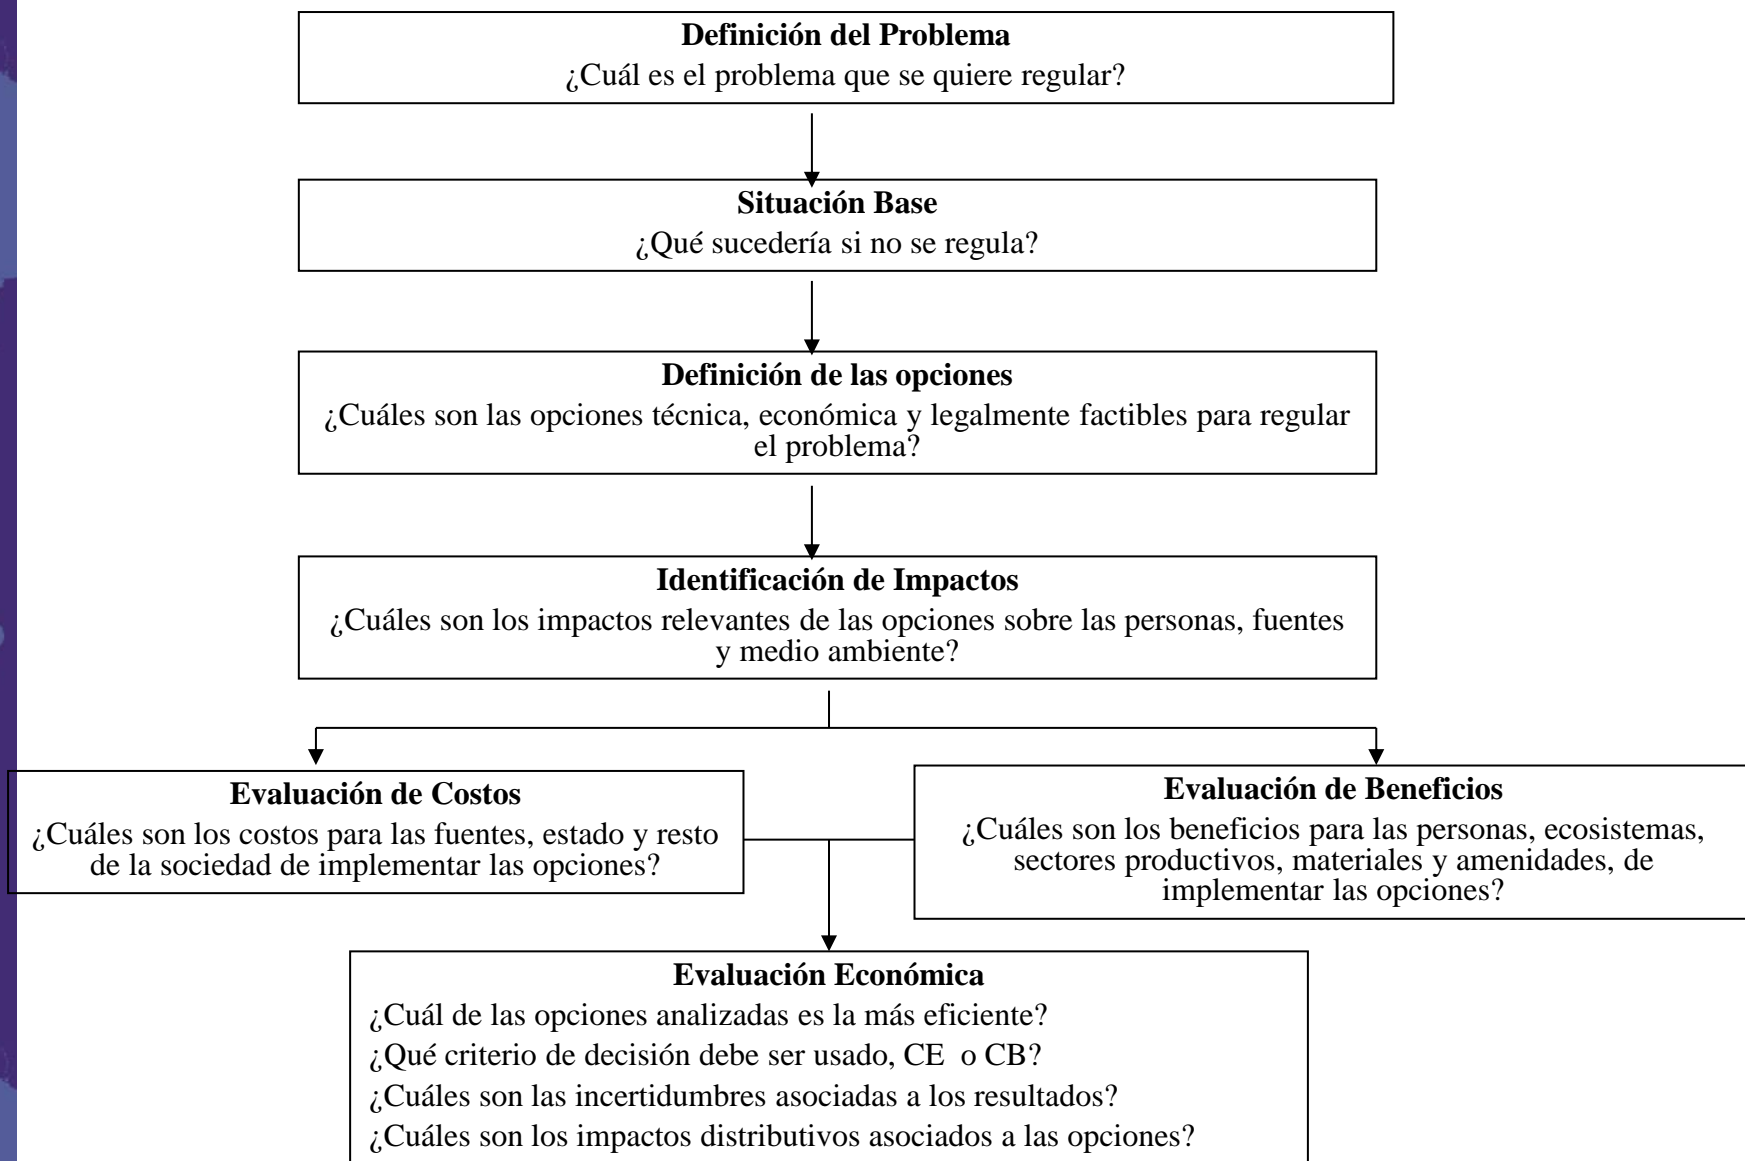 Definición del Problema
¿Cuál es el problema que se quiere regular?
Situación Base
¿Qué sucedería si no se regula?
Definición de las opciones
¿Cuáles son las opciones técnica, económica y legalmente factibles para regular
el problema?
Identificación de Impactos
¿Cuáles son los impactos relevantes de las opciones sobre las personas, fuentes
y medio ambiente?
Evaluación de Costos
¿Cuáles son los costos para las fuentes, estado y resto
de la sociedad de implementar las opciones?
Evaluación de Beneficios
¿Cuáles son los beneficios para las personas, ecosistemas,
sectores productivos, materiales y amenidades, de
implementar las opciones?
Evaluación Económica
¿Cuál de las opciones analizadas es la más eficiente?
¿Qué criterio de decisión debe ser usado, CE o CB?
¿Cuáles son las incertidumbres asociadas a los resultados?
¿Cuáles son los impactos distributivos asociados a las opciones?